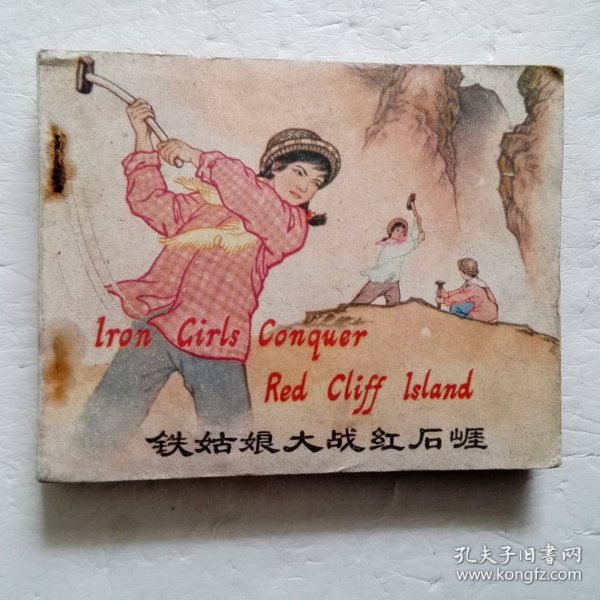 Iron Girls Conquer
Red Cliff Island
铁姑娘大战红石崕
孔夫子旧书网
www.kongfz.com